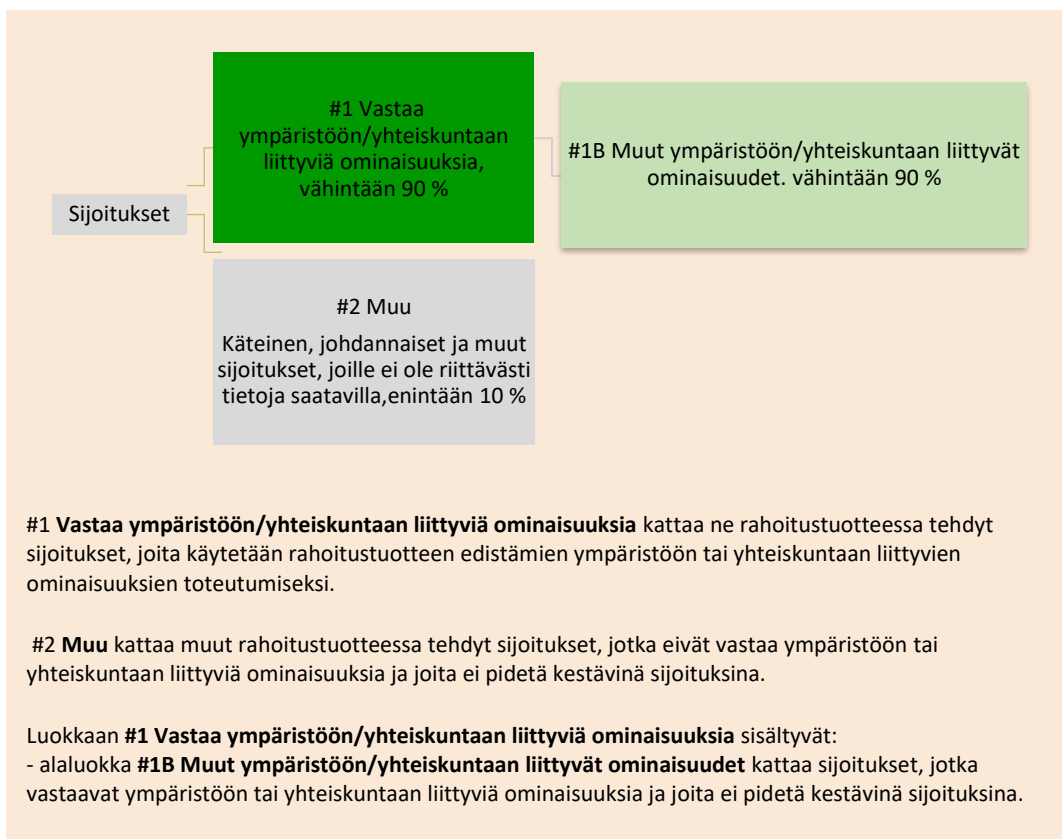 #1 Vastaa
ympäristöön/yhteiskuntaan
liittyviä ominaisuuksia,
vähintään 90 %
#1B Muut ympäristöön/yhteiskuntaan liittyvät
ominaisuudet. vähintään 90 %
Sijoitukset
#2 Muu
Käteinen, johdannaiset ja muut
sijoitukset, joille ei ole riittävästi
tietoja saatavilla,enintään 10 %
#1 Vastaa ympäristöön/yhteiskuntaan liittyviä ominaisuuksia kattaa ne rahoitustuotteessa tehdyt
sijoitukset, joita käytetään rahoitustuotteen edistämien ympäristöön tai yhteiskuntaan liittyvien
ominaisuuksien toteutumiseksi.
#2 Muu kattaa muut rahoitustuotteessa tehdyt sijoitukset, jotka eivät vastaa ympäristöön tai
yhteiskuntaan liittyviä ominaisuuksia ja joita ei pidetä kestävinä sijoituksina.
Luokkaan #1 Vastaa ympäristöön/yhteiskuntaan liittyviä ominaisuuksia sisältyvät:
- alaluokka #1B Muut ympäristöön/yhteiskuntaan liittyvät ominaisuudet kattaa sijoitukset, jotka
vastaavat ympäristöön tai yhteiskuntaan liittyviä ominaisuuksia ja joita ei pidetä kestävinä sijoituksina.